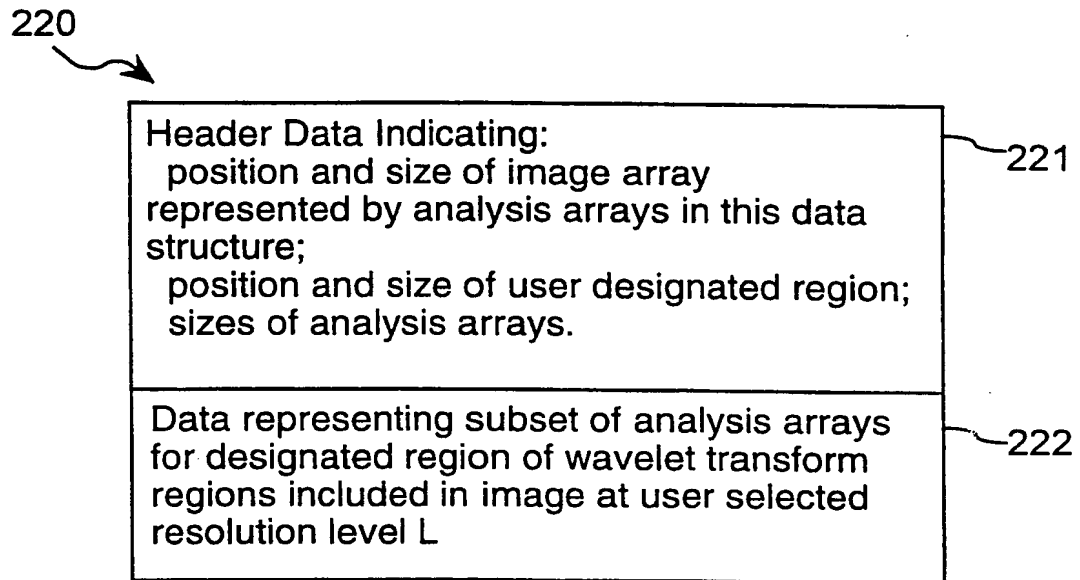 220
Header Data Indicating:
position and size of image array
221
represented by analysis arrays in this data
structure;
position and size of user designated region;
sizes of analysis arrays.
Data representing subset of analysis arrays
222
for designated region of wavelet transform
regions included in image at user selected
resolution level L